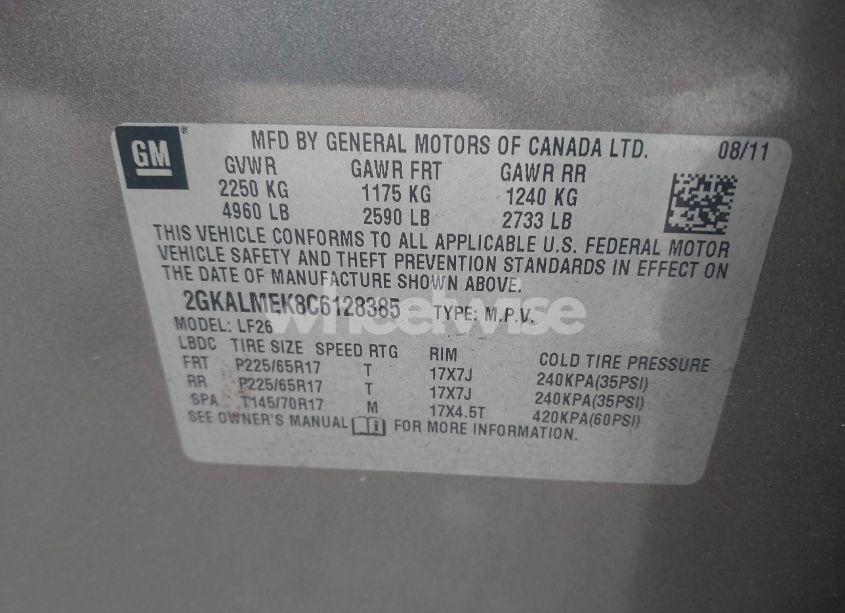 GM
MFD BY GENERAL MOTORS OF CANADA LTD. 08/11
GVWR GAWR FRT GAWR RR
2250 KG 1175 KG 1240 KG
4960 LB 2590 LB 2733 LB
THIS VEHICLE CONFORMS TO ALL APPLICABLE U.S. FEDERAL MOTOR
VEHICLE SAFETY AND THEFT PREVENTION STANDARDS IN EFFECT ON
THE DATE OF MANUFACTURE SHOWN ABOVE.
2GKALMEK8C6128385 TYPE: M.P.V.
wheelwise
MODEL: LF26
LBDC TIRE SIZE SPEED RTG RIM COLD TIRE PRESSURE
FRT P225/65R17 T 17X7J 240KPA(35PSI)
RR P225/65R17 T 17X7J 240KPA(35PSI)
SPA T145/70R17 M 17X4.5T 420KPA(60PSI)
SEE OWNER'S MANUAL FOR MORE INFORMATION.